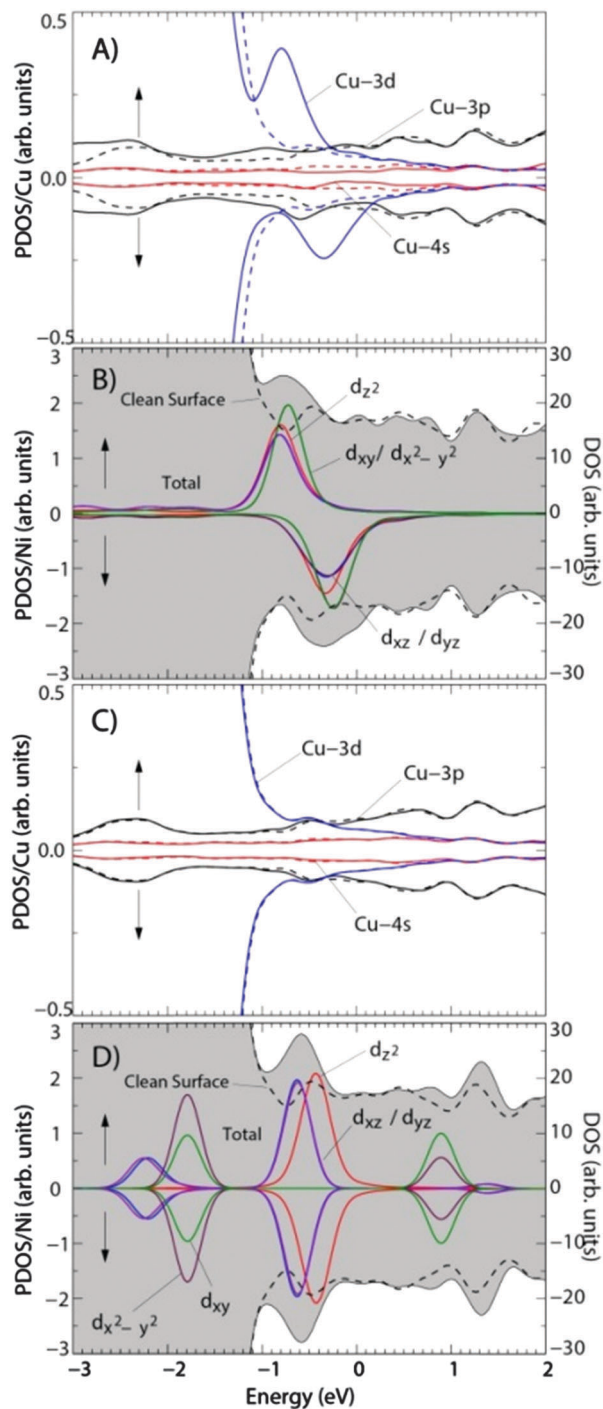 A)
0.5
0.0
−0.5
PDOS/Cu (arb. units)
Cu−3d
Cu−3p
Cu−4s
B)
3
2
1
0
−1
−2
−3
PDOS/Ni (arb. units)
Clean Surface
Total
dz2
dxy/ dx2− y2
dxz / dyz
30
20
10
0
−10
−20
−30
DOS (arb. units)
C)
0.5
0.0
−0.5
PDOS/Cu (arb. units)
Cu−3d
Cu−3p
Cu−4s
D)
3
2
1
0
−1
−2
−3
PDOS/Ni (arb. units)
Clean Surface
Total
dz2
dxz / dyz
dxy
dx2− y2
30
20
10
0
−10
−20
−30
DOS (arb. units)
−3 −2 −1 0 1 2
Energy (eV)